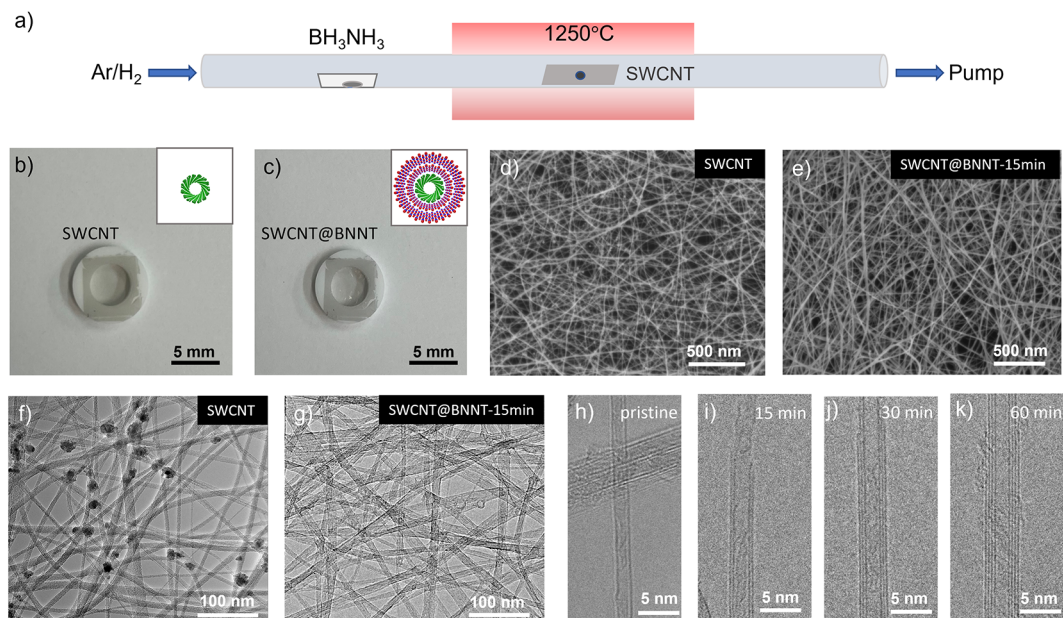 a)
BH₃NH₃
1250°C
Ar/H₂
SWCNT
Pump
b)
SWCNT
5 mm
c)
SWCNT@BNNT
5 mm
d)
SWCNT
500 nm
e)
SWCNT@BNNT-15min
500 nm
f)
SWCNT
100 nm
g)
SWCNT@BNNT-15min
100 nm
h)
pristine
5 nm
i)
15 min
5 nm
j)
30 min
5 nm
k)
60 min
5 nm